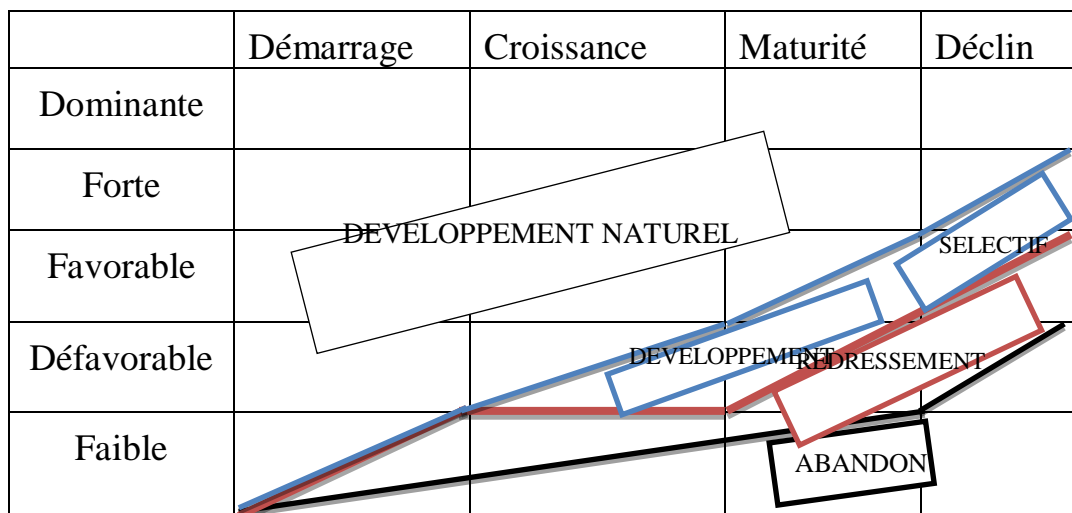 Démarrage Croissance Maturité Déclin
Dominante
Forte
DEVELOPPEMENT NATUREL
Favorable
SELECTIF
Défavorable
DEVELOPPEMENT
REDRESSEMENT
Faible
ABANDON